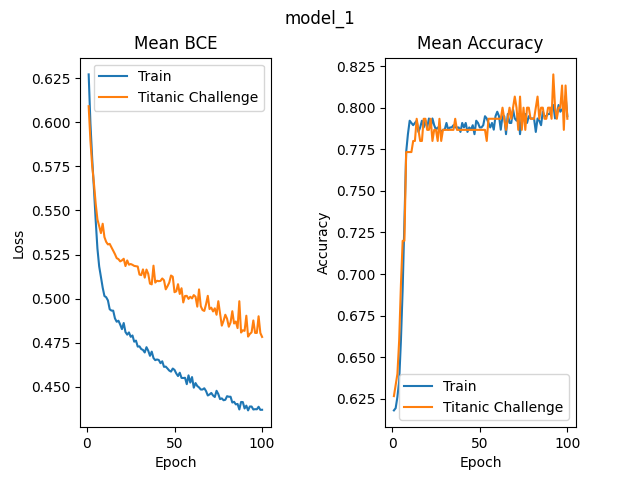 model_1
Mean BCE
Mean Accuracy
Train
Titanic Challenge
Loss
0.625
0.600
0.575
0.550
0.525
0.500
0.475
0.450
0
50
100
Epoch
Accuracy
0.825
0.800
0.775
0.750
0.725
0.700
0.675
0.650
0.625
Train
Titanic Challenge
0
50
100
Epoch